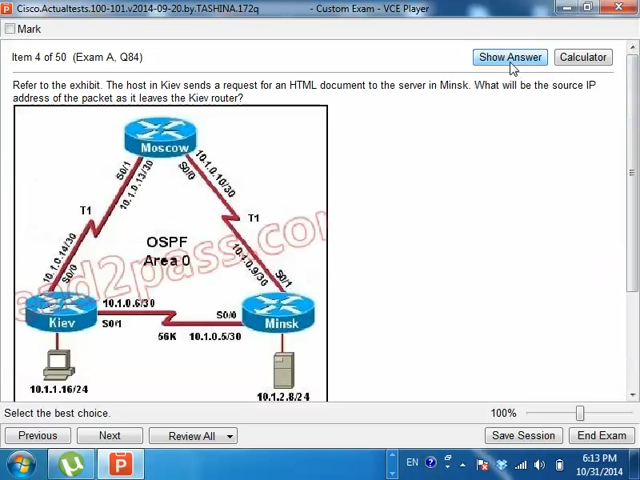 Cisco.Actualtests.100-101.v2014-09-20.by.TASHINA.172q - Custom Exam - VCE Player
Mark
Item 4 of 50 (Exam A, Q84)
Show Answer
Calculator
Refer to the exhibit. The host in Kiev sends a request for an HTML document to the server in Minsk. What will be the source IP
address of the packet as it leaves the Kiev router?
Moscow
S0/1
10.1.0.13/30
S0/0
10.1.0.10/30
T1
T1
OSPF
Area 0
10.1.0.14/30
S0/0
10.1.0.9/30
S0/1
10.1.0.6/30
Kiev
S0/1
S0/0
Minsk
56K
10.1.0.5/30
10.1.1.16/24
10.1.2.8/24
Select the best choice.
100%
Previous
Next
Review All
Save Session
End Exam
EN
6:13 PM
10/31/2014